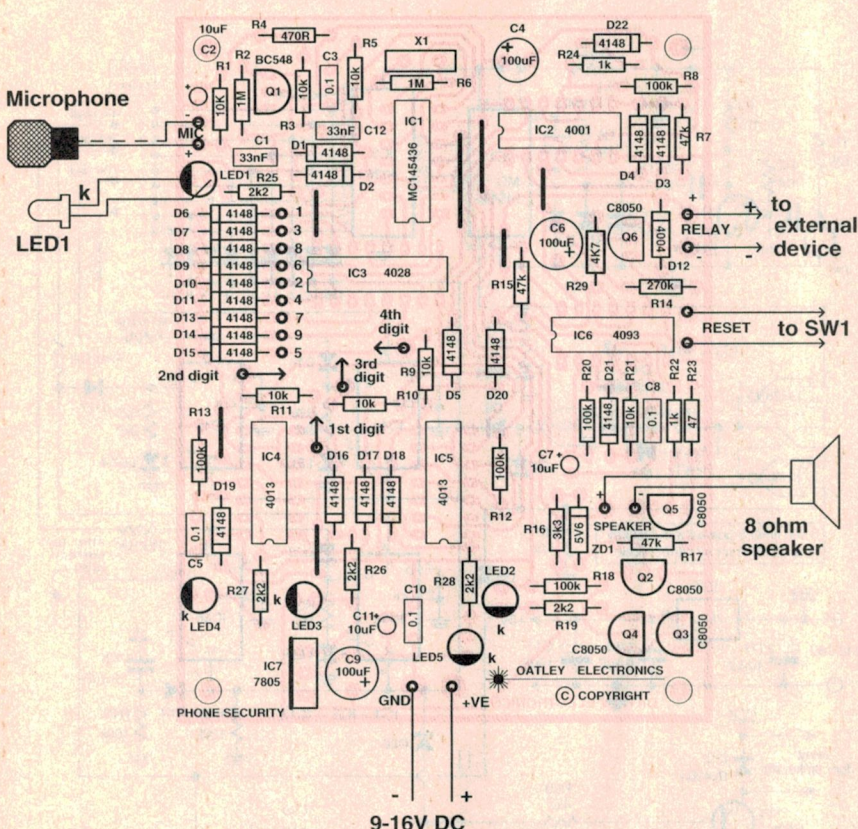 10uF
C2
R4
470R
R1
10K
R2
1M
BC548
Q1
R3
10k
C3
0.1
R5
10k
X1
1M
R6
C4
100uF
D22
4148
R24
1k
R8
100k
Microphone
+
-
MI
+
33nF
C12
C1
33nF
D1
4148
4148
D2
IC1
MC145436
IC2 4001
4148
D4
4148
D3
47k
R7
LED1
R25
2k2
k
LED1
D6 4148 1
D7 4148 3
D8 4148 8
D9 4148 6
D10 4148 2
D11 4148 4
D13 4148 7
D14 4148 9
D15 4148 5
C6
100uF
+
4K7
R29
C8050
Q6
4004
D12
+
RELAY
-
+
-
to
external
device
IC3 4028
R15
47k
270k
R14
RESET
to SW1
IC6 4093
4th
digit
3rd
digit
2nd digit
1st digit
R9
10k
4148
D5
4148
D20
10k
R11
10k
R10
R20
100k
D21
4148
R21
10k
C8
0.1
R22
1k
R23
47
R13
100k
IC4
4013
D16
4148
D17
4148
D18
4148
IC5
4013
100k
R12
C7
+
10uF
D19
4148
0.1
C5
+
-
SPEAKER
Q5
C8050
8 ohm
speaker
R16
3k3
5V6
ZD1
47k
R17
R27
2k2
2k2
R26
R28
2k2
LED2
k
100k
R18
2k2
R19
Q2
C8050
k
LED4
k
LED3
C11
+
10uF
C10
0.1
LED5
k
C8050
Q4
Q3
C8050
IC7
7805
C9
100uF
+
OATLEY ELECTRONICS
© COPYRIGHT
PHONE SECURITY
GND
+VE
-
+
9-16V DC